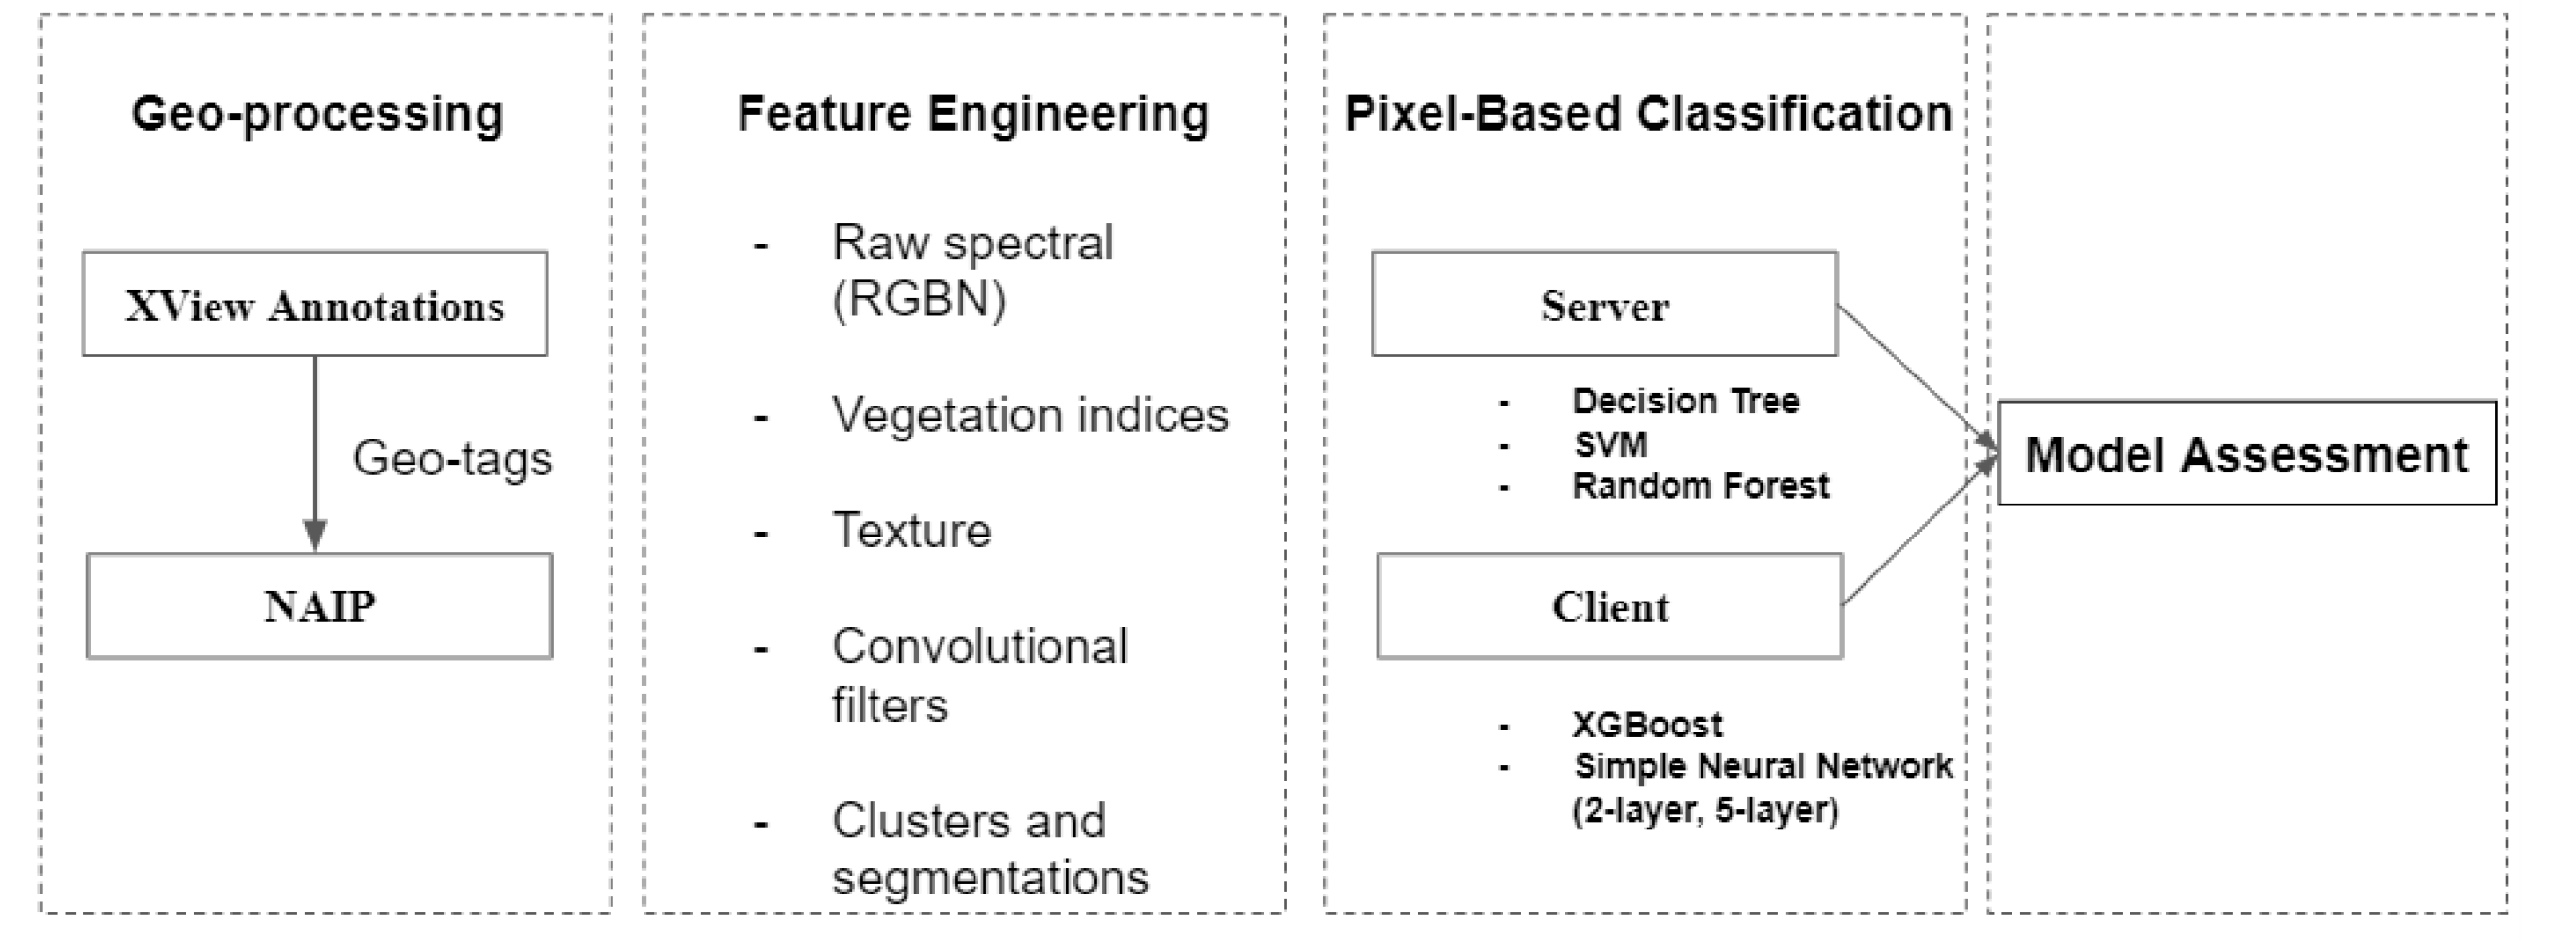 Geo-processing
XView Annotations
Geo-tags
NAIP
Feature Engineering
- Raw spectral
(RGBN)
- Vegetation indices
- Texture
- Convolutional
filters
- Clusters and
segmentations
Pixel-Based Classification
Server
- Decision Tree
- SVM
- Random Forest
Client
- XGBoost
- Simple Neural Network
(2-layer, 5-layer)
Model Assessment